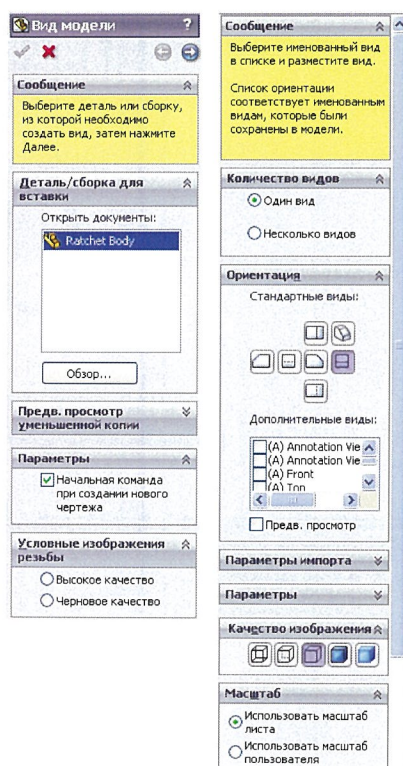 Вид модели
?
Сообщение
Выберите деталь или сборку,
из которой необходимо
создать вид, затем нажмите
Далее.
Деталь/сборка для
вставки
Открыть документы:
Ratchet Body
Обзор...
Предв. просмотр
уменьшенной копии
Параметры
Начальная команда
при создании нового
чертежа
Условные изображения
резьбы
Высокое качество
Черновое качество
Сообщение
Выберите именованный вид
в списке и разместите вид.
Список ориентации
соответствует именованным
видам, которые были
сохранены в модели.
Количество видов
Один вид
Несколько видов
Ориентация
Стандартные виды:
Дополнительные виды:
(A) Annotation Vie
(A) Annotation Vie
(A) Front
(A) Top
Предв. просмотр
Параметры импорта
Параметры
Качество изображения
Масштаб
Использовать масштаб
листа
Использовать масштаб
пользователя